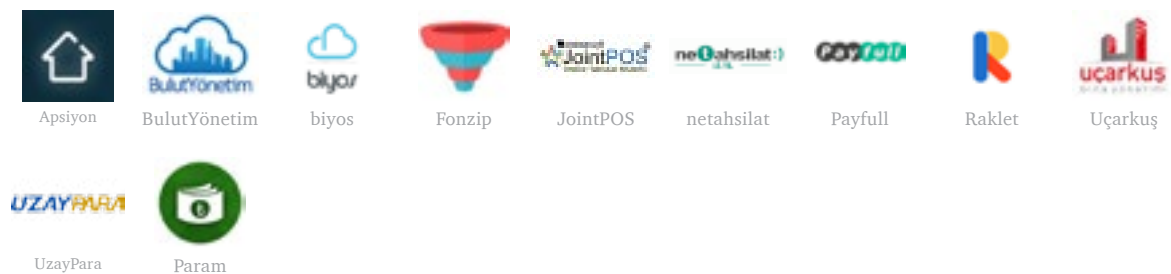 BulutYönetim
biyos
JointPOS
netahsilat:)
PayFull
uçarkuş
Apsiyon
BulutYönetim
biyos
Fonzip
JointPOS
netahsilat
Payfull
Raklet
Uçarkuş
UZAYPARA
UzayPara
Param